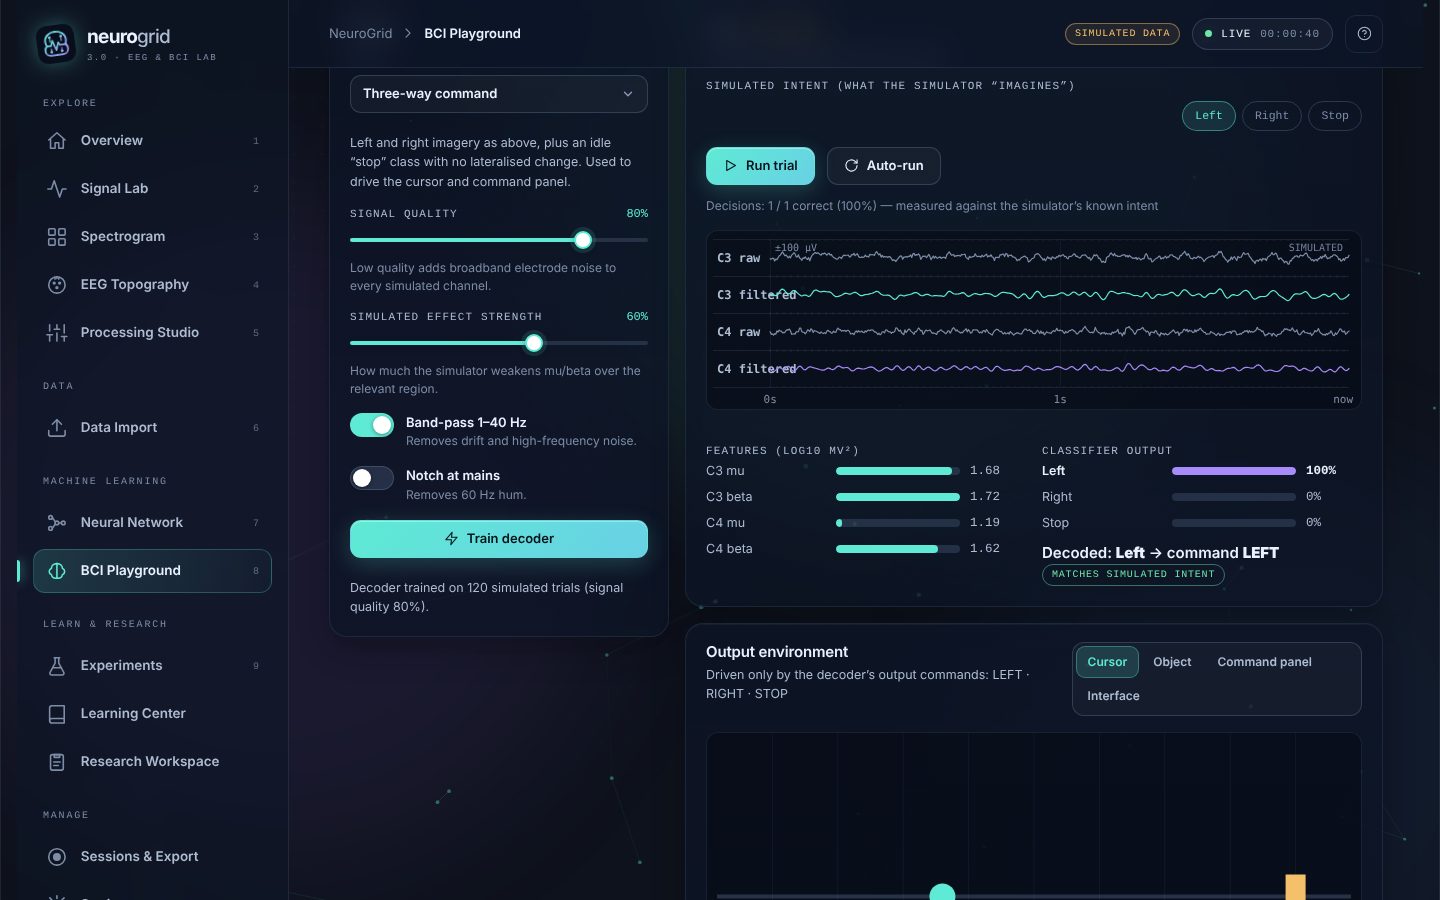 neurogrid
3.0 · EEG & BCI LAB
EXPLORE
Overview 1
Signal Lab 2
Spectrogram 3
EEG Topography 4
Processing Studio 5
DATA
Data Import 6
MACHINE LEARNING
Neural Network 7
BCI Playground 8
LEARN & RESEARCH
Experiments 9
Learning Center
Research Workspace
MANAGE
Sessions & Export
NeuroGrid > BCI Playground
SIMULATED DATA
LIVE 00:00:40
Three-way command
Left and right imagery as above, plus an idle
“stop” class with no lateralised change. Used to
drive the cursor and command panel.
SIGNAL QUALITY 80%
Low quality adds broadband electrode noise to
every simulated channel.
SIMULATED EFFECT STRENGTH 60%
How much the simulator weakens mu/beta over the
relevant region.
Band-pass 1–40 Hz
Removes drift and high-frequency noise.
Notch at mains
Removes 60 Hz hum.
Train decoder
Decoder trained on 120 simulated trials (signal
quality 80%).
SIMULATED INTENT (WHAT THE SIMULATOR “IMAGINES”)
Left Right Stop
Run trial Auto-run
Decisions: 1 / 1 correct (100%) — measured against the simulator’s known intent
±100 µV SIMULATED
C3 raw
C3 filtered
C4 raw
C4 filtered
0s 1s now
FEATURES (LOG10 MV²)
C3 mu 1.68
C3 beta 1.72
C4 mu 1.19
C4 beta 1.62
CLASSIFIER OUTPUT
Left 100%
Right 0%
Stop 0%
Decoded: Left → command LEFT
MATCHES SIMULATED INTENT
Output environment
Driven only by the decoder’s output commands: LEFT ·
RIGHT · STOP
Cursor Object Command panel
Interface